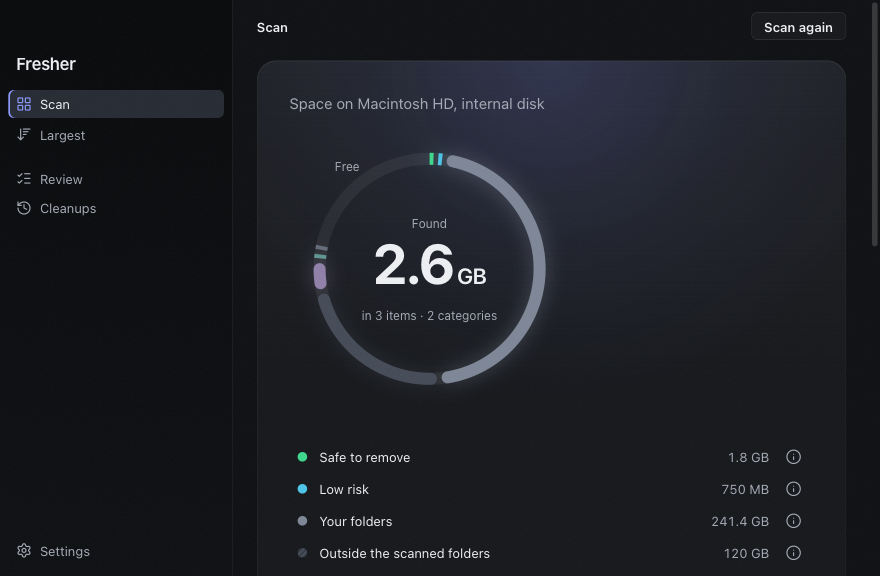 Scan
Scan again
Fresher
Scan
Largest
Review
Cleanups
Settings
Space on Macintosh HD, internal disk
Free
Found
2.6 GB
in 3 items · 2 categories
Safe to remove 1.8 GB
Low risk 750 MB
Your folders 241.4 GB
Outside the scanned folders 120 GB